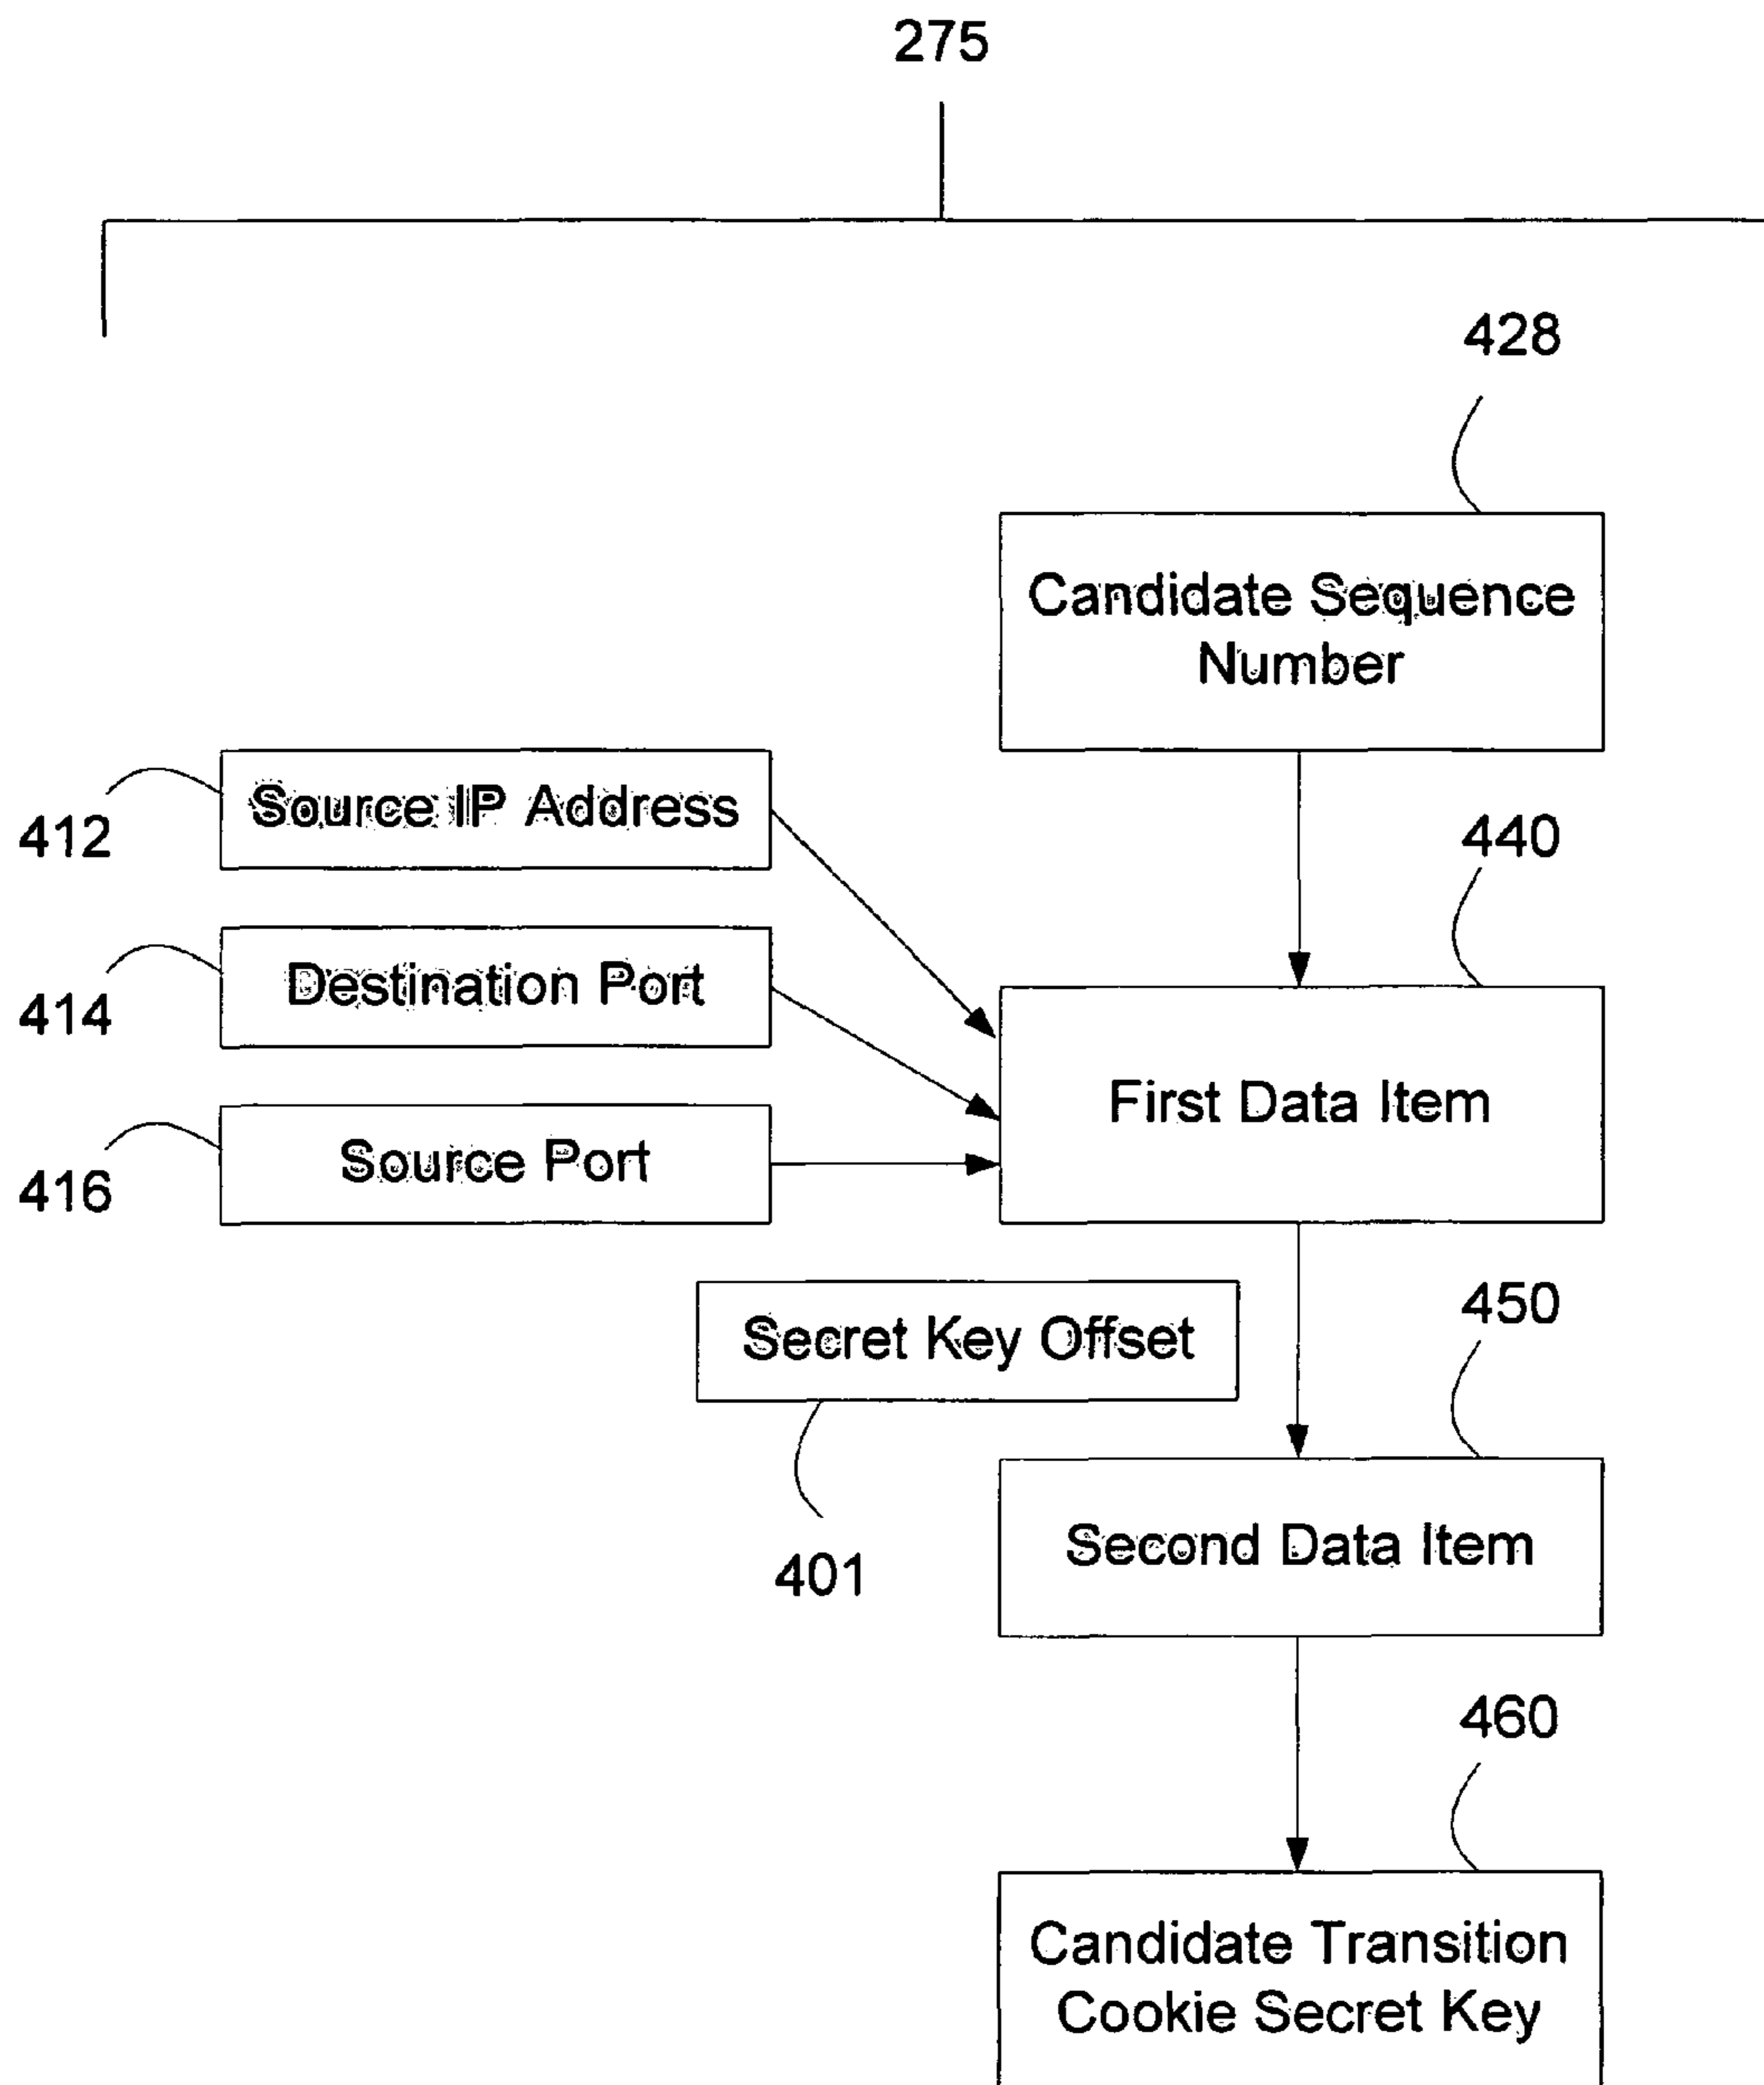 275
428
Candidate Sequence
Number
412
Source IP Address
440
414
Destination Port
First Data Item
416
Source Port
450
Secret Key Offset
401
Second Data Item
460
Candidate Transition
Cookie Secret Key